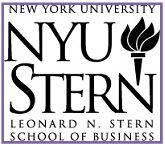 NEW YORK UNIVERSITY
NYU
STERN
LEONARD N. STERN
SCHOOL OF BUSINESS